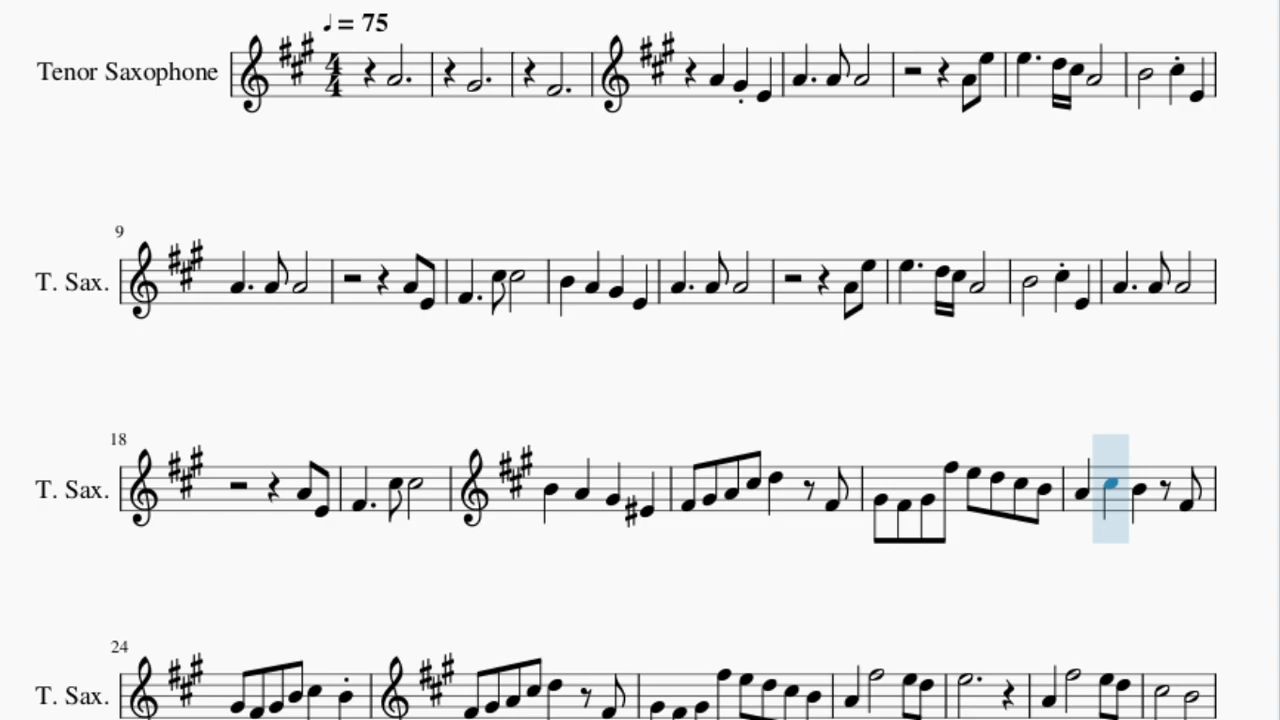 ♩ = 75
Tenor Saxophone
4
4
9
T. Sax.
18
T. Sax.
24
T. Sax.